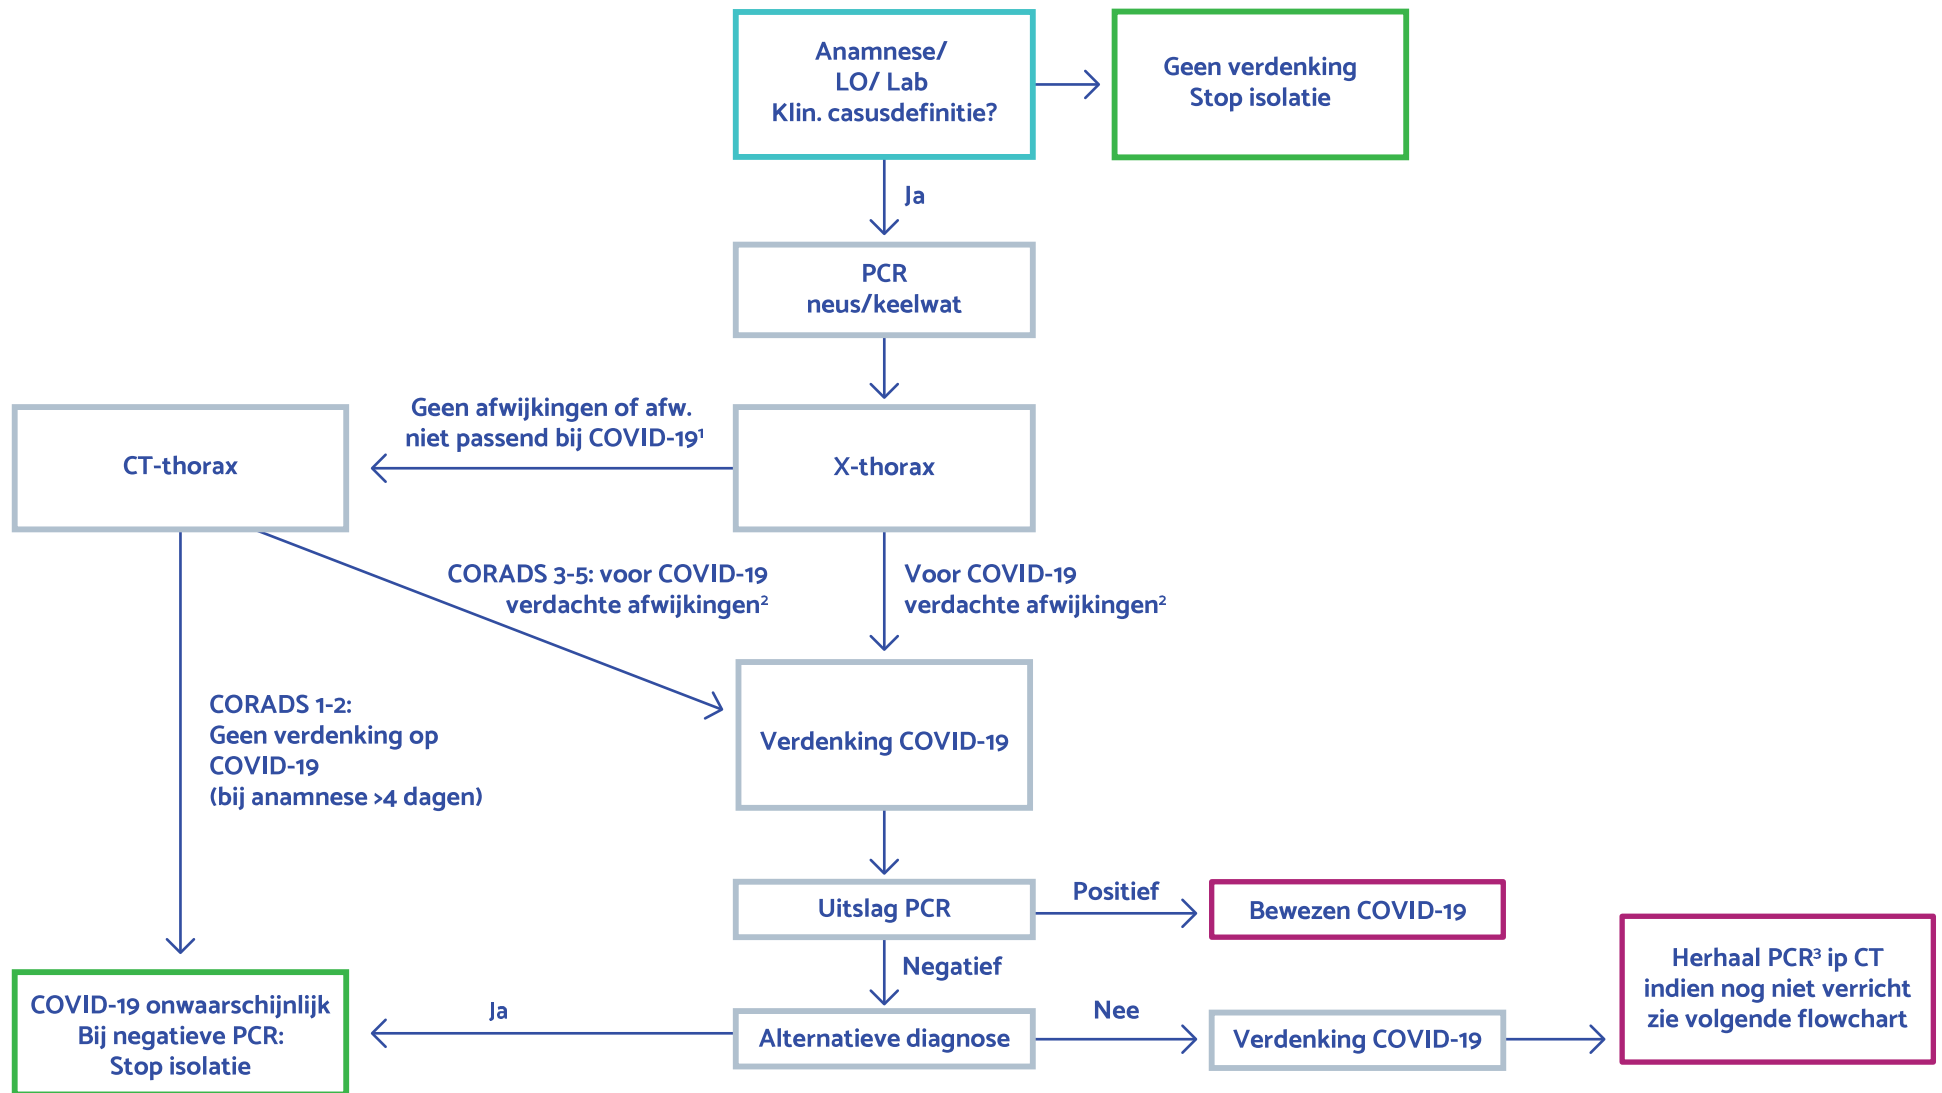 Anamnese/
LO/ Lab
Klin. casusdefinitie?
Geen verdenking
Stop isolatie
Ja
PCR
neus/keelwat
Geen afwijkingen of afw.
niet passend bij COVID-19¹
CT-thorax
X-thorax
CORADS 3-5: voor COVID-19
verdachte afwijkingen²
Voor COVID-19
verdachte afwijkingen²
CORADS 1-2:
Geen verdenking op
COVID-19
(bij anamnese >4 dagen)
Verdenking COVID-19
Uitslag PCR
Positief
Bewezen COVID-19
Negatief
Herhaal PCR³ ip CT
indien nog niet verricht
zie volgende flowchart
COVID-19 onwaarschijnlijk
Bij negatieve PCR:
Stop isolatie
Ja
Alternatieve diagnose
Nee
Verdenking COVID-19